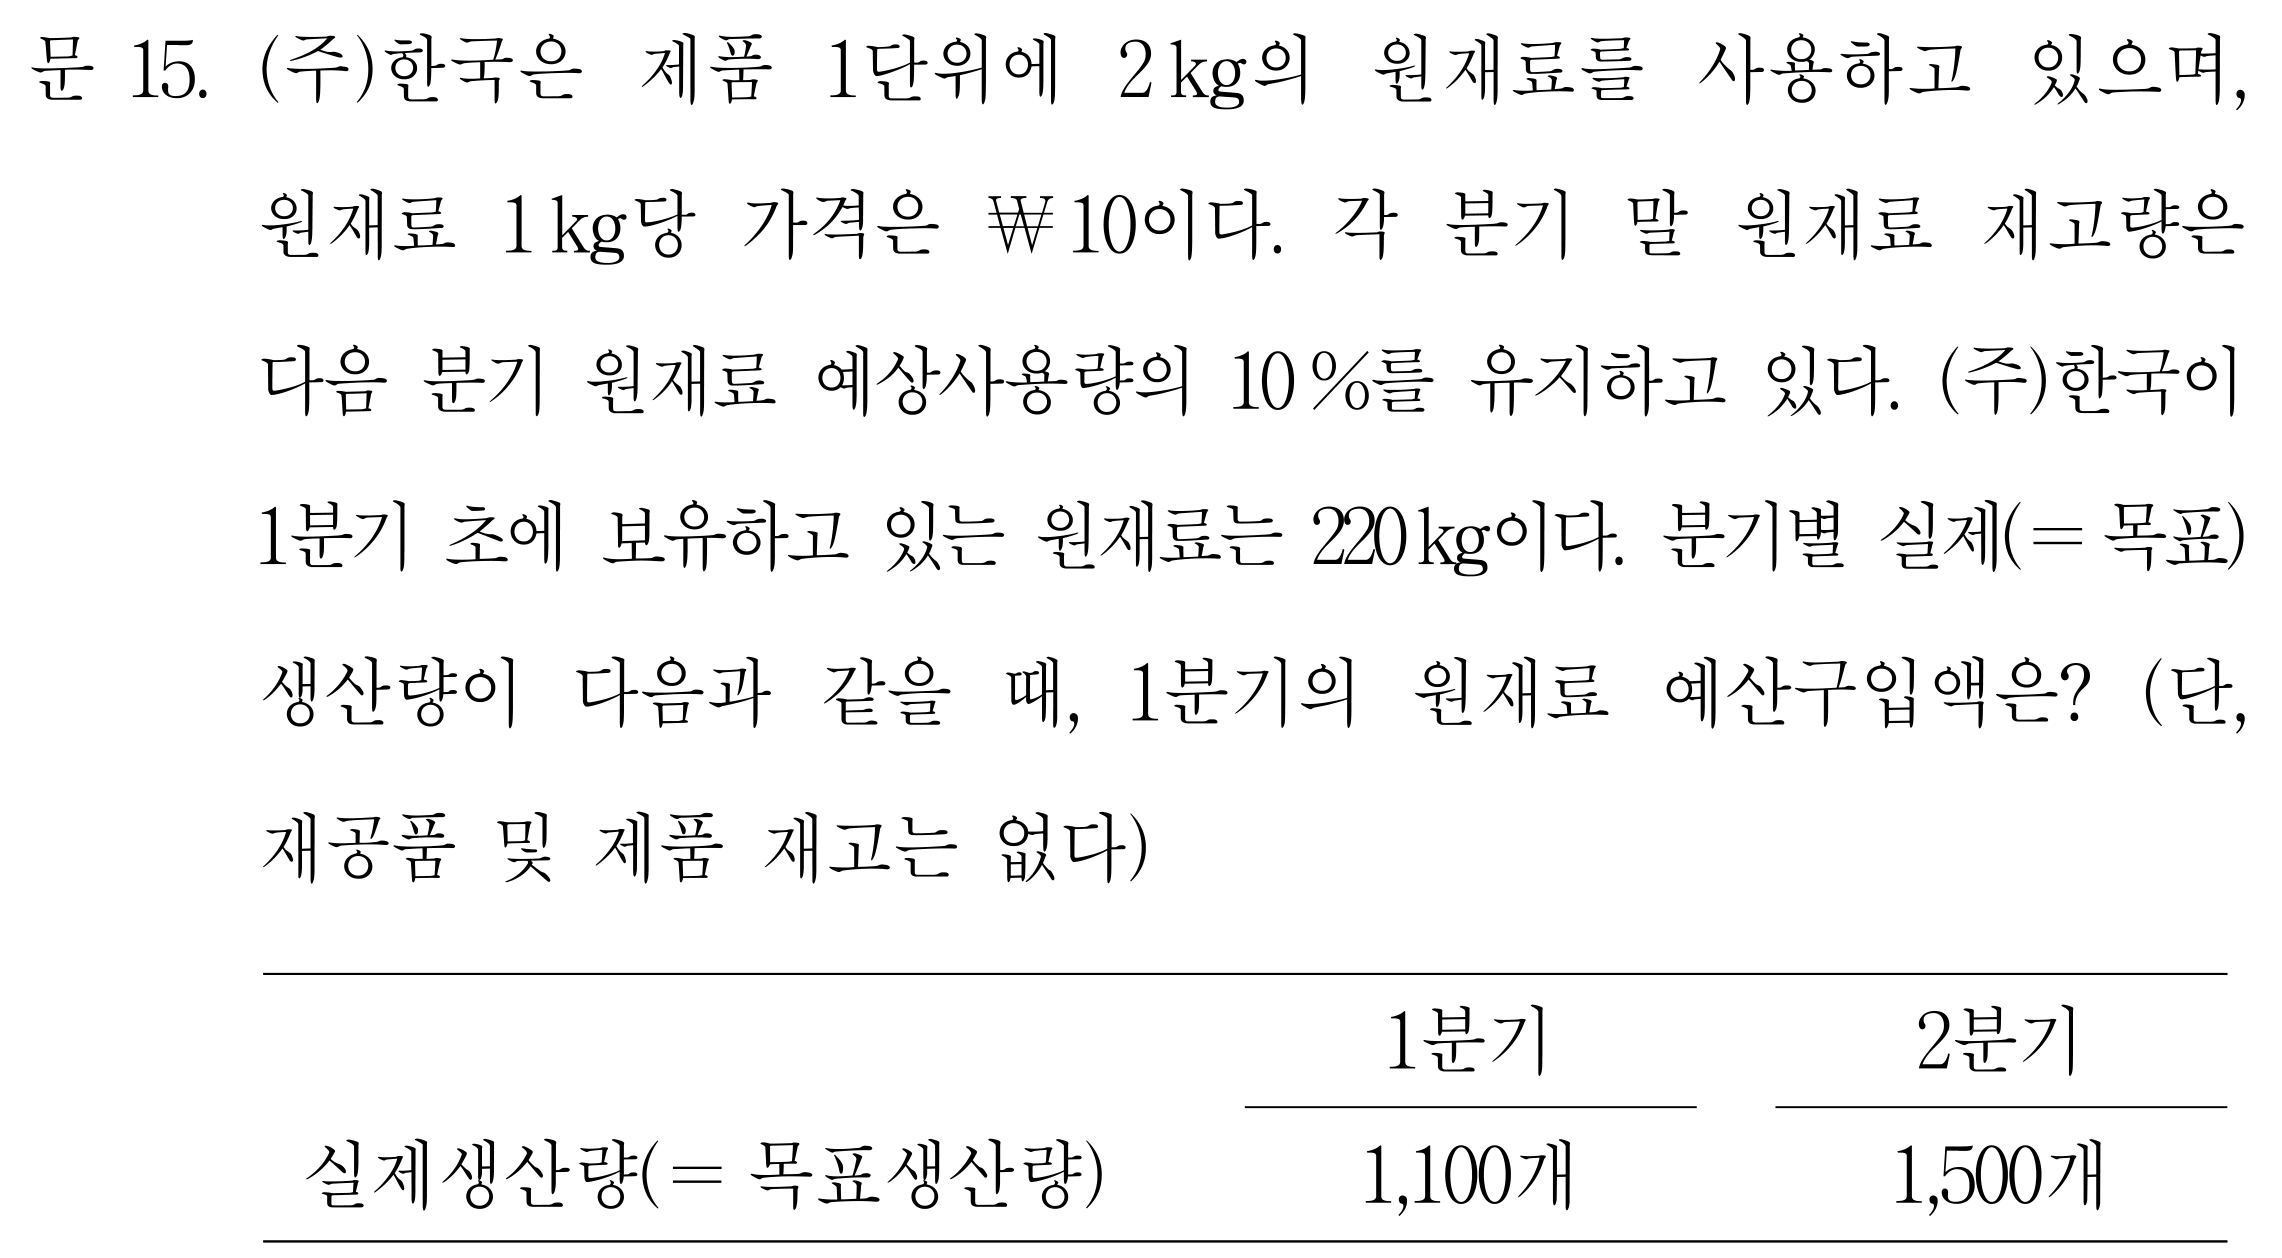 문 15. (주)한국은 제품 1단위에 2 kg의 원재료를 사용하고 있으며,
원재료 1 kg당 가격은 ₩10이다. 각 분기 말 원재료 재고량은
다음 분기 원재료 예상사용량의 10 %를 유지하고 있다. (주)한국이
1분기 초에 보유하고 있는 원재료는 220 kg이다. 분기별 실제(= 목표)
생산량이 다음과 같을 때, 1분기의 원재료 예산구입액은? (단,
재공품 및 제품 재고는 없다)
1분기 2분기
실제생산량(= 목표생산량) 1,100개 1,500개